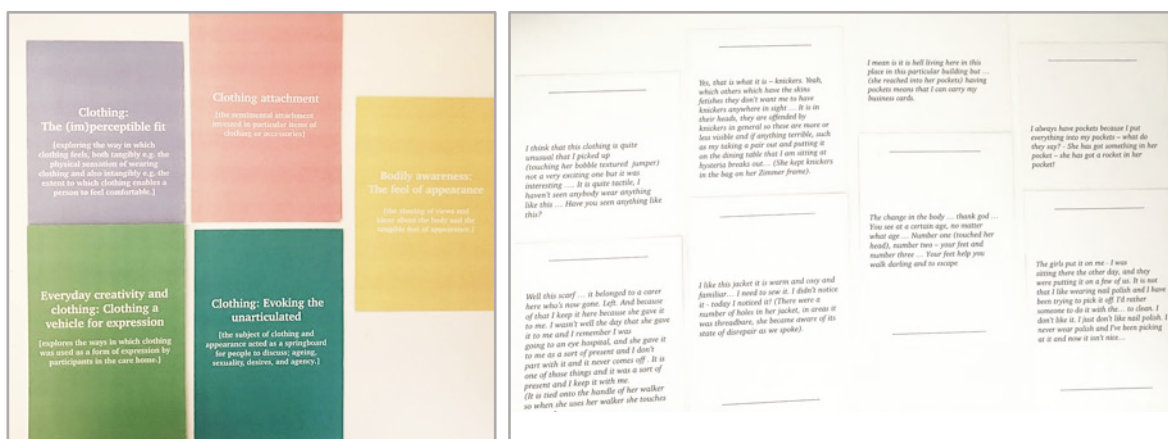 Clothing:
The (im)perceptible fit
[exploring the way in which
clothing feels, both tangibly e.g. the
physical sensation of wearing
clothing and also intangibly e.g. the
extent to which clothing enables a
person to feel comfortable.]
Clothing attachment
[the sentimental attachment
invested in particular items of
clothing or accessories]
Bodily awareness:
The feel of appearance
[the sharing of views and
ideas about the body and the
tangible feel of appearance.]
Everyday creativity and
clothing: Clothing a
vehicle for expression
[explores the ways in which clothing
was used as a form of expression by
participants in the care home.]
Clothing: Evoking the
unarticulated
[the subject of clothing and
appearance acted as a springboard
for people to discuss; ageing,
sexuality, desires, and agency.]
I think that this clothing is quite
unusual that I picked up
(touching her bobble textured jumper)
not a very exciting one but it was
interesting .... It is quite tactile, I
haven't seen anybody wear anything
like this ... Have you seen anything like
this?
Well this scarf ... it belonged to a carer
here who's now gone. Left. And because
of that I keep it here because she gave it
to me. I wasn't well the day that she gave
it to me and I remember I was
going to an eye hospital, and she gave it
to me as a sort of present and I don't
part with it and it never comes off . It is
one of those things and it was a sort of
present and I keep it with me.
(It is tied onto the handle of her walker
so when she uses her walker she touches
Yes, that is what it is – knickers. Yeah,
which others which have the skins
fetishes they don't want me to have
knickers anywhere in sight ... It is in
their heads, they are offended by
knickers in general so these are more or
less visible and if anything terrible, such
as my taking a pair out and putting it
on the dining table that I am sitting at
hysteria breaks out... (She kept knickers
in the bag on her Zimmer frame).
I like this jacket it is warm and cosy and
familiar... I need to sew it. I didn't notice
it - today I noticed it! (There were a
number of holes in her jacket, in areas it
was threadbare, she became aware of its
state of disrepair as we spoke).
I mean is it is hell living here in this
place in this particular building but ...
(she reached into her pockets) having
pockets means that I can carry my
business cards.
The change in the body ... thank god ...
You see at a certain age, no matter
what age ... Number one (touched her
head), number two – your feet and
number three ... Your feet help you
walk darling and to escape
I always have pockets because I put
everything into my pockets – what do
they say? - She has got something in her
pocket – she has got a rocket in her
pocket!
The girls put it on me - I was
sitting there the other day, and they
were putting it on a few of us. It is not
that I like wearing nail polish and I have
been trying to pick it off. I'd rather
someone to do it with the... to clean. I
don't like it. I just don't like nail polish. I
never wear polish and I've been picking
at it and now it isn't nice...